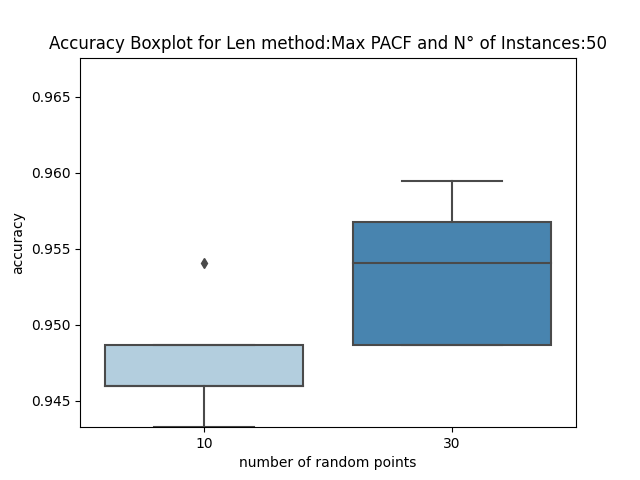 Accuracy Boxplot for Len method:Max PACF and N° of Instances:50
0.965
0.960
0.955
0.950
0.945
accuracy
10
30
number of random points